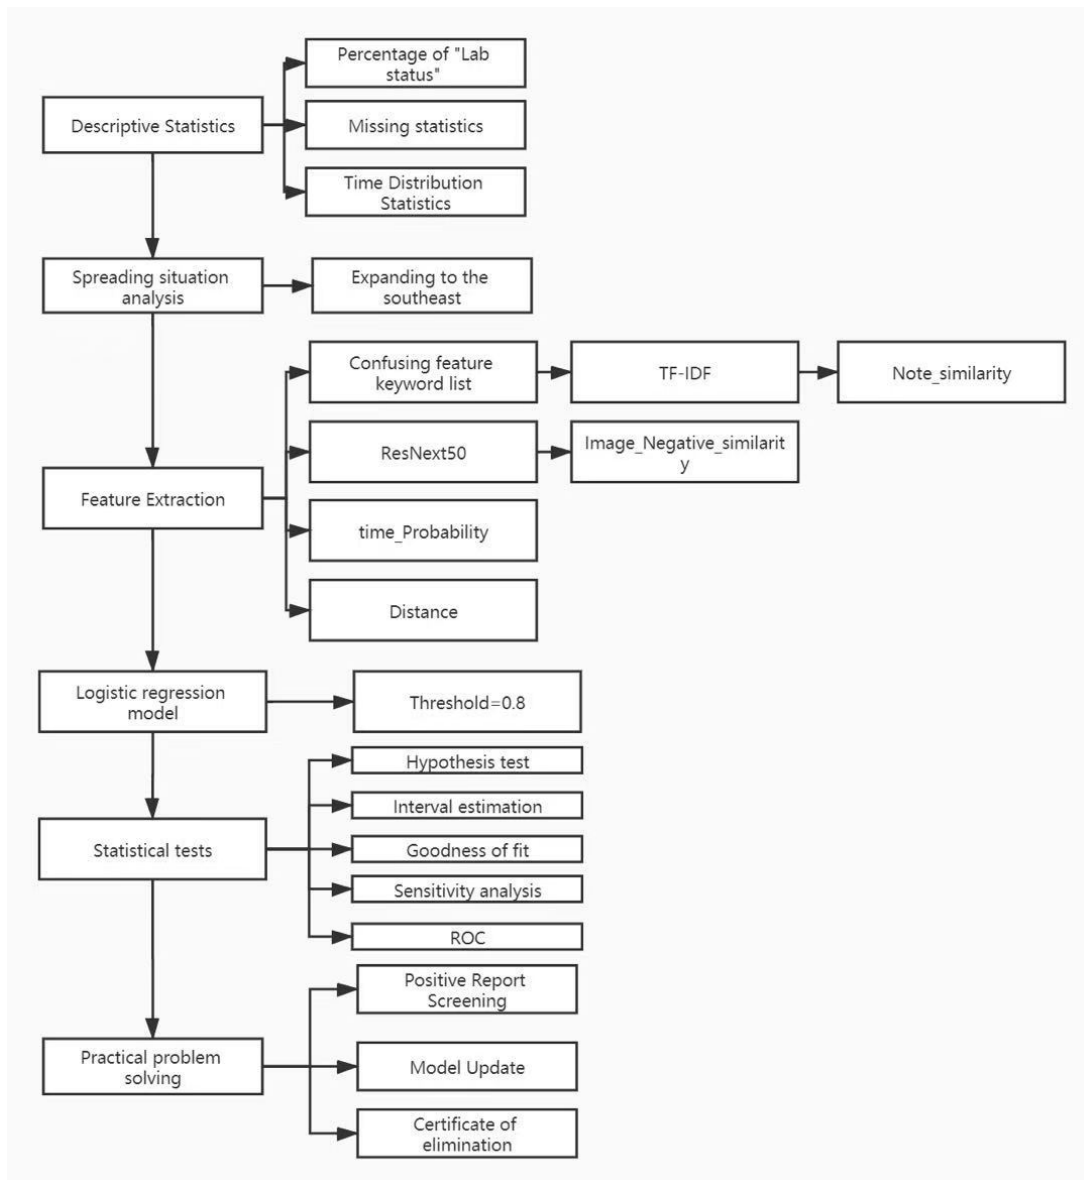 Percentage of "Lab
status"
Descriptive Statistics
Missing statistics
Time Distribution
Statistics
Spreading situation
analysis
Expanding to the
southeast
Confusing feature
keyword list
TF-IDF
Note_similarity
ResNext50
Image_Negative_similarit
y
Feature Extraction
time_Probability
Distance
Logistic regression
model
Threshold=0.8
Hypothesis test
Interval estimation
Statistical tests
Goodness of fit
Sensitivity analysis
ROC
Positive Report
Screening
Practical problem
solving
Model Update
Certificate of
elimination